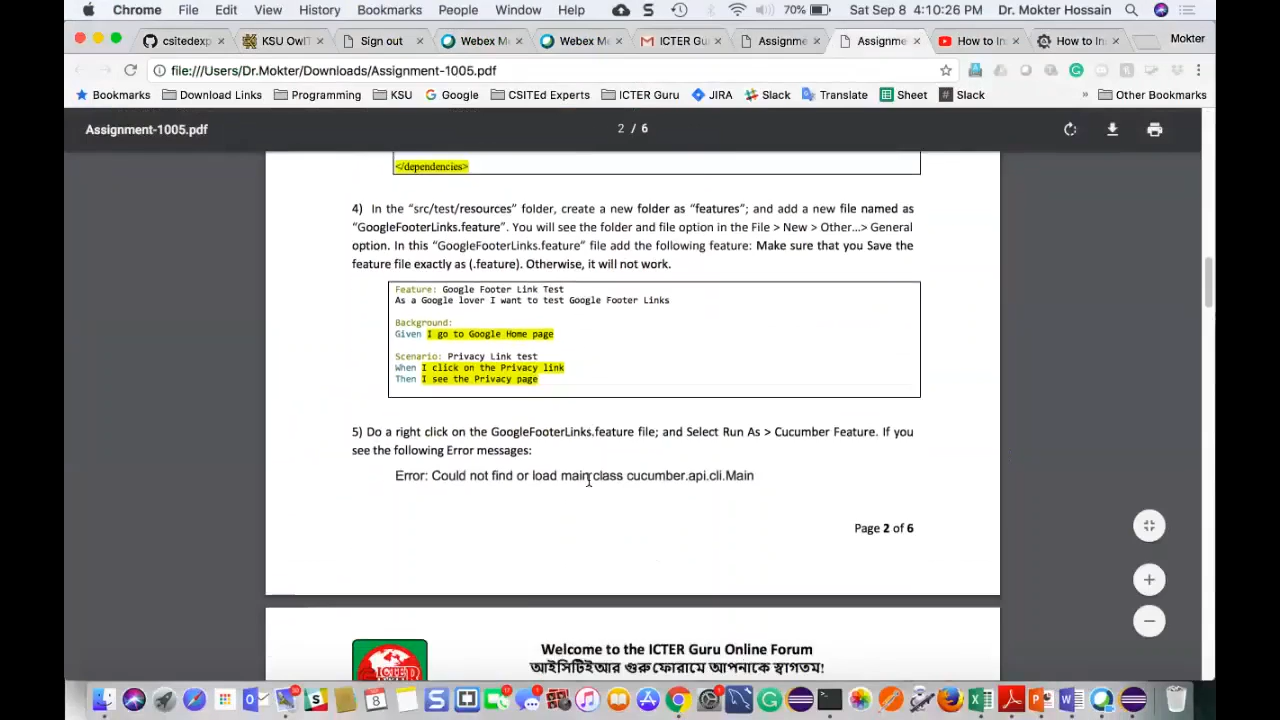 Chrome File Edit View History Bookmarks People Window Help 70% Sat Sep 8 4:10:26 PM Dr. Mokter Hossain
csitedexp KSU OwlT Sign out Webex Me Webex Me ICTER Gu Assignme Assignme How to In How to In Mokter
file:///Users/Dr.Mokter/Downloads/Assignment-1005.pdf
Bookmarks Download Links Programming KSU Google CSITEd Experts ICTER Guru JIRA Slack Translate Sheet Slack » Other Bookmarks
Assignment-1005.pdf 2 / 6
</dependencies>
4) In the “src/test/resources” folder, create a new folder as “features”; and add a new file named as
“GoogleFooterLinks.feature”. You will see the folder and file option in the File > New > Other…> General
option. In this “GoogleFooterLinks.feature” file add the following feature: Make sure that you Save the
feature file exactly as (.feature). Otherwise, it will not work.
Feature: Google Footer Link Test
As a Google lover I want to test Google Footer Links
Background:
Given I go to Google Home page
Scenario: Privacy Link test
When I click on the Privacy link
Then I see the Privacy page
5) Do a right click on the GoogleFooterLinks.feature file; and Select Run As > Cucumber Feature. If you
see the following Error messages:
Error: Could not find or load main class cucumber.api.cli.Main
Page 2 of 6
Welcome to the ICTER Guru Online Forum
আইসিটিইআর গুরু ফোরামে আপনাকে স্বাগতম!
ICTER